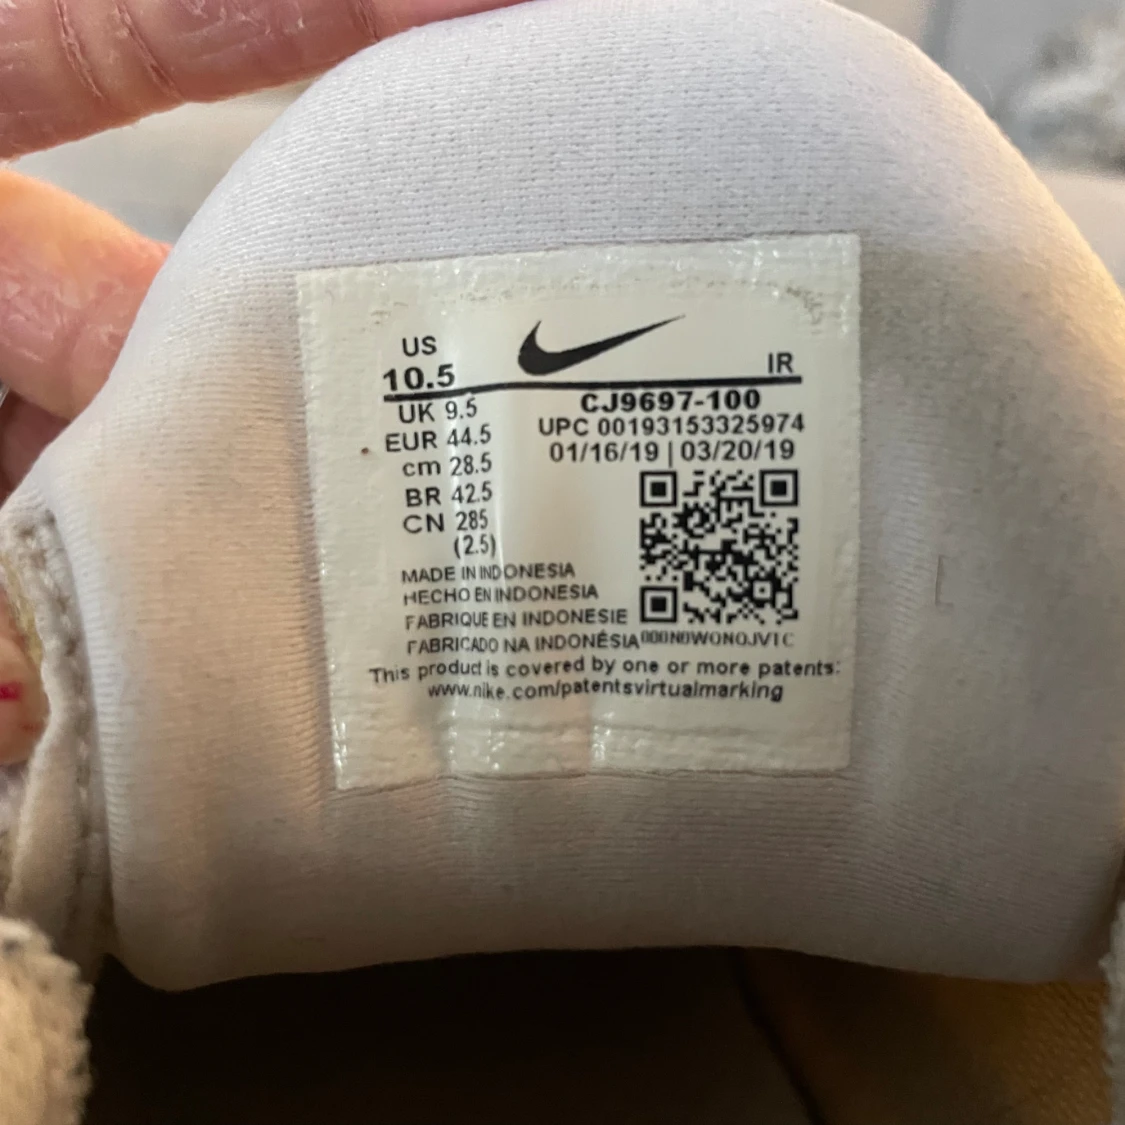 US
10.5
IR
UK 9.5
EUR 44.5
cm 28.5
BR 42.5
CN 285
(2.5)
CJ9697-100
UPC 00193153325974
01/16/19 | 03/20/19
MADE IN INDONESIA
HECHO EN INDONESIA
FABRIQUE EN INDONESIE
FABRICADO NA INDONÉSIA
This product is covered by one or more patents:
www.nike.com/patentsvirtualmarking